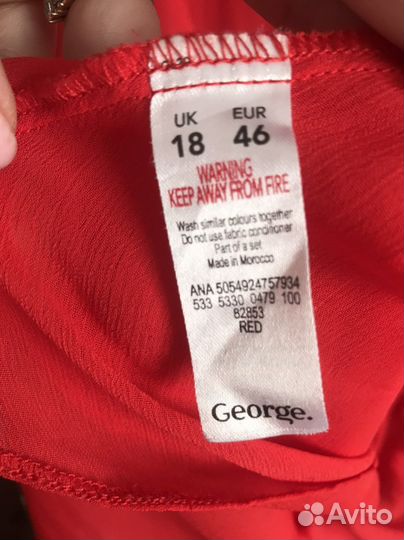 UK EUR
18 46
WARNING
KEEP AWAY FROM FIRE
Wash similar colours together
Do not use fabric conditioner
Part of a set
Made in Morocco
ANA 5054924757934
533 5330 0479 100
82853
RED
George.
Avito